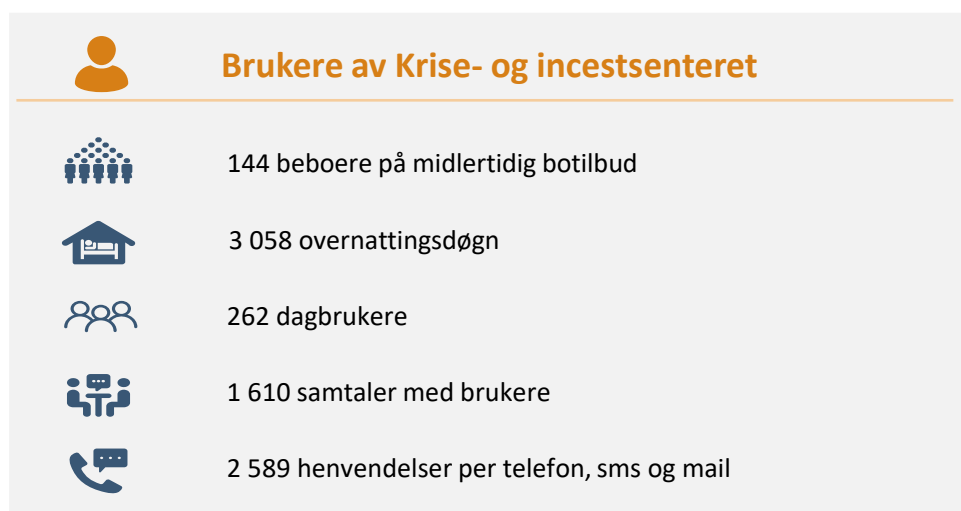 Brukere av Krise- og incestsenteret
144 beboere på midlertidig botilbud
3 058 overnattingsdøgn
262 dagbrukere
1 610 samtaler med brukere
2 589 henvendelser per telefon, sms og mail